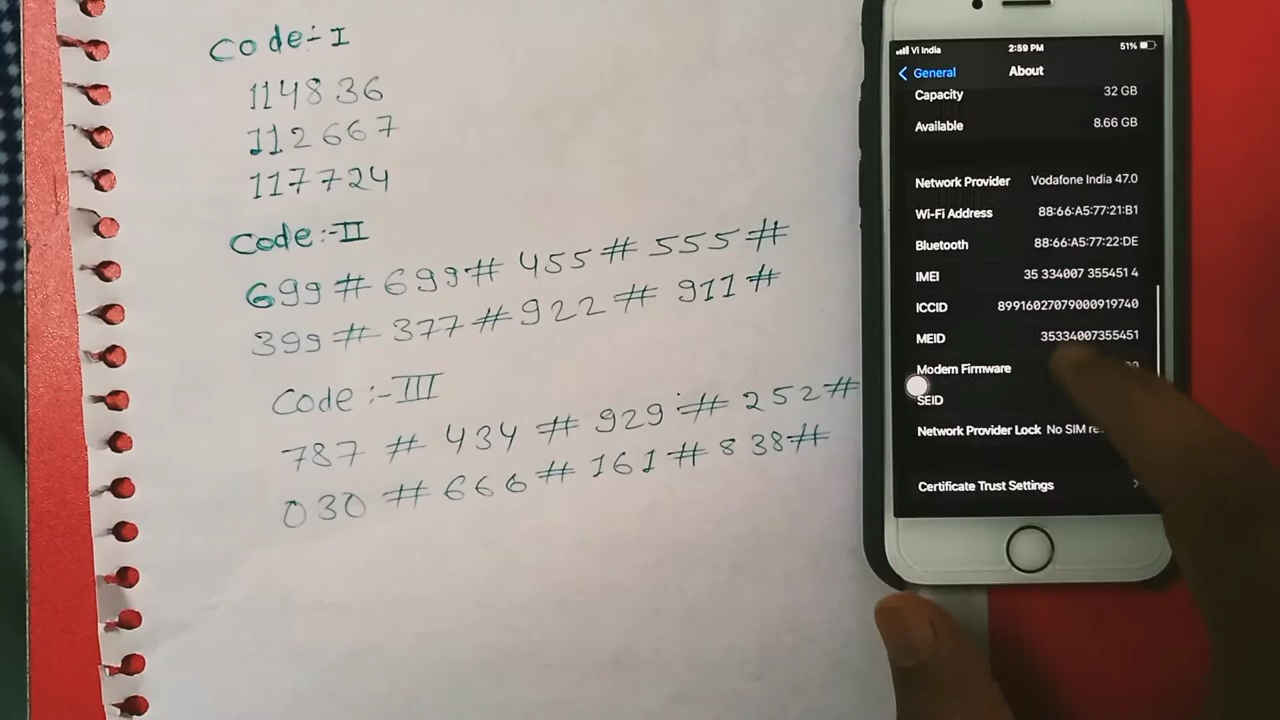 Code:-I
114836
112667
117724
Code:-II
699# 699# 455# 555#
399# 377# 922# 911#
Code:-III
787 # 434 # 929 # 252#
030 # 666 # 161 # 838#
Vi India 2:59 PM 51%
General About
Capacity 32 GB
Available 8.66 GB
Network Provider Vodafone India 47.0
Wi-Fi Address 88:66:A5:77:21:B1
Bluetooth 88:66:A5:77:22:DE
IMEI 35 334007 355451 4
ICCID 89916027079000919740
MEID 35334007355451
Modem Firmware
SEID
Network Provider Lock No SIM
Certificate Trust Settings